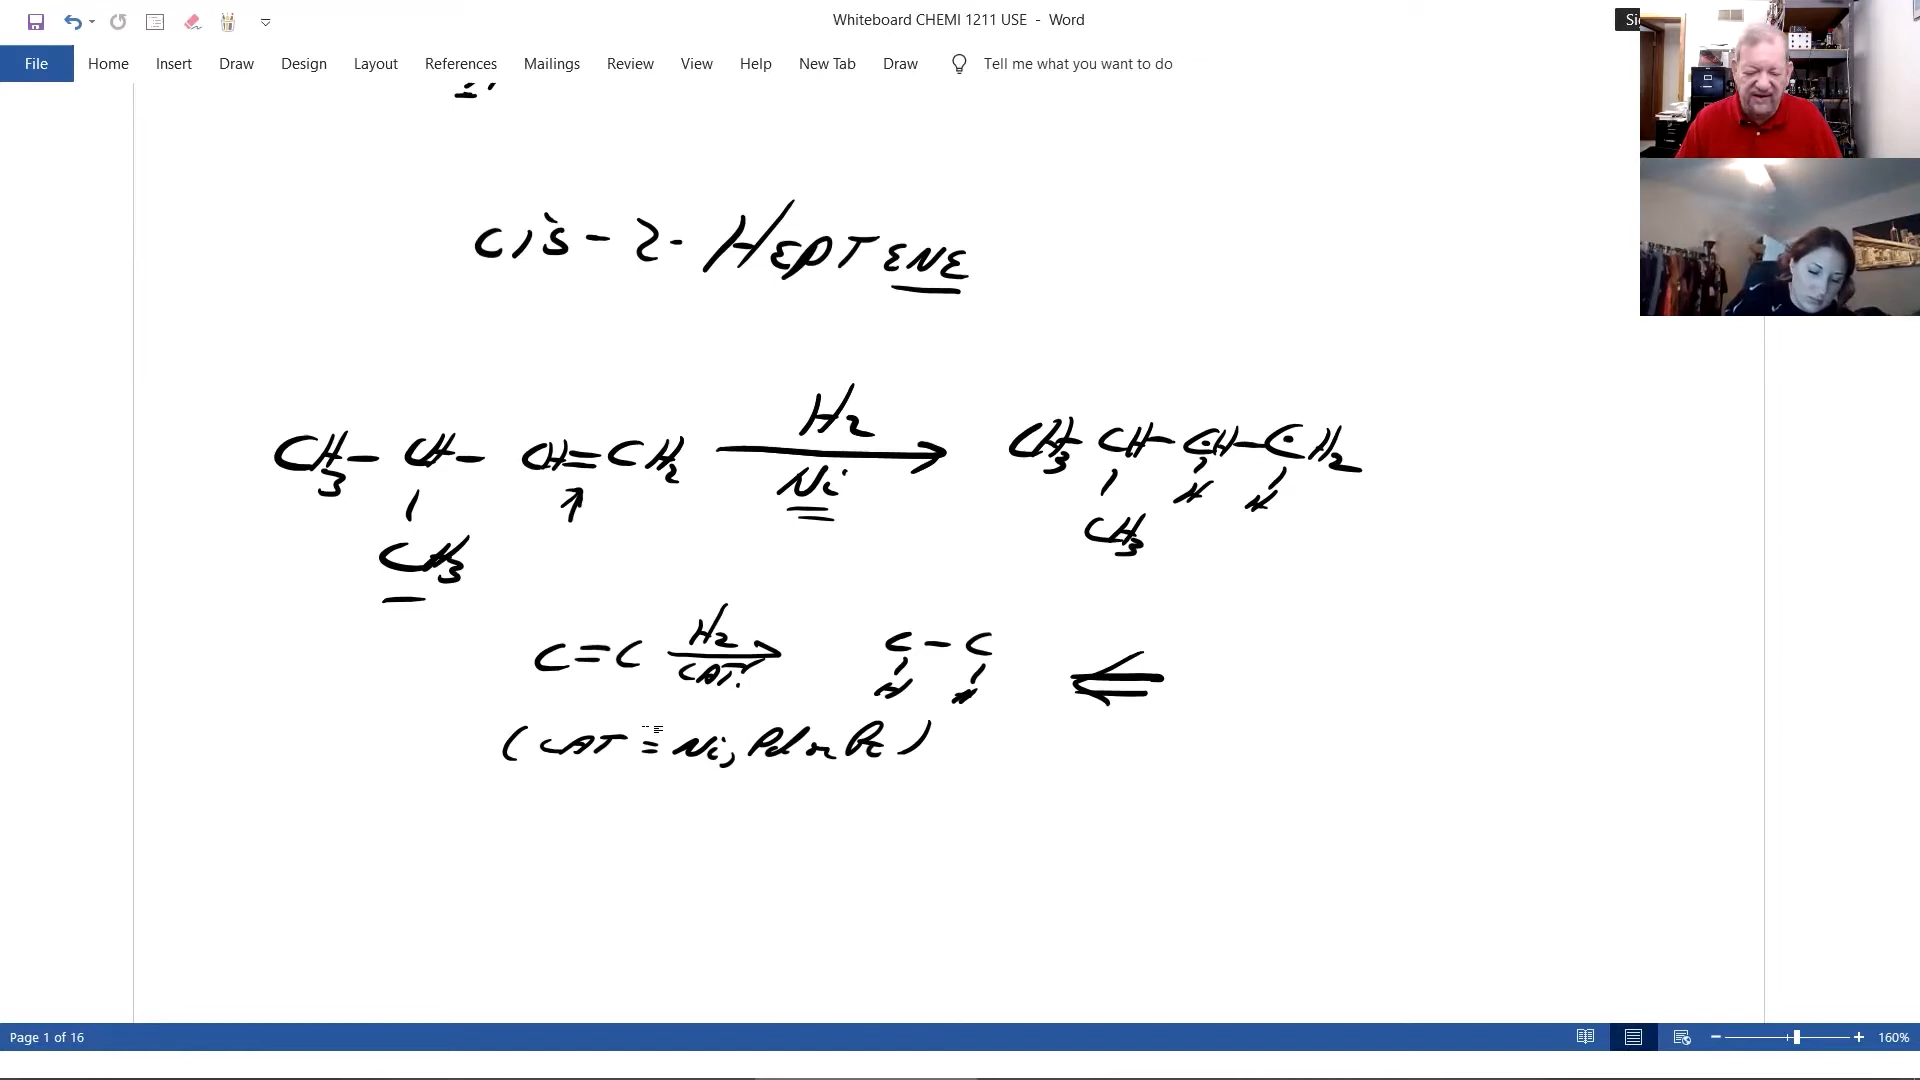 Whiteboard CHEMI 1211 USE - Word
File Home Insert Draw Design Layout References Mailings Review View Help New Tab Draw Tell me what you want to do
cis-2-HEPTENE
H2
CH3-CH-CH=CH2 → CH3-CH-CH-CH2
Ni
H H
CH3 CH3
H2
C=C → C-C
CAT.
H H
(CAT = Ni, Pd or Pt)
Page 1 of 16 160%